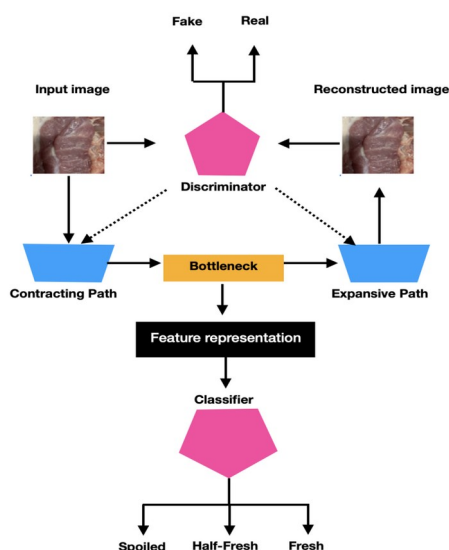 Fake
Real
Input image
Reconstructed image
Discriminator
Bottleneck
Contracting Path
Expansive Path
Feature representation
Classifier
Spoiled
Half-Fresh
Fresh